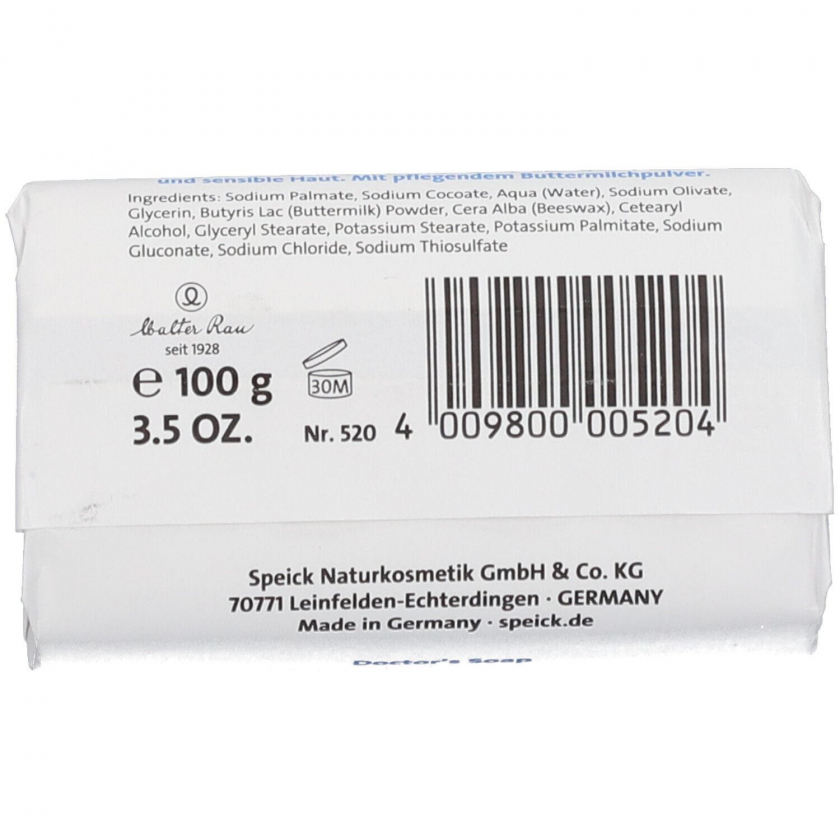 und sensible Haut. Mit pflegendem Buttermilchpulver.
Ingredients: Sodium Palmate, Sodium Cocoate, Aqua (Water), Sodium Olivate,
Glycerin, Butyris Lac (Buttermilk) Powder, Cera Alba (Beeswax), Cetearyl
Alcohol, Glyceryl Stearate, Potassium Stearate, Potassium Palmitate, Sodium
Gluconate, Sodium Chloride, Sodium Thiosulfate
Walter Rau
seit 1928
℮ 100 g
3.5 OZ.
30M
Nr. 520
4 009800 005204
Speick Naturkosmetik GmbH & Co. KG
70771 Leinfelden-Echterdingen · GERMANY
Made in Germany · speick.de
Doctor's Soap